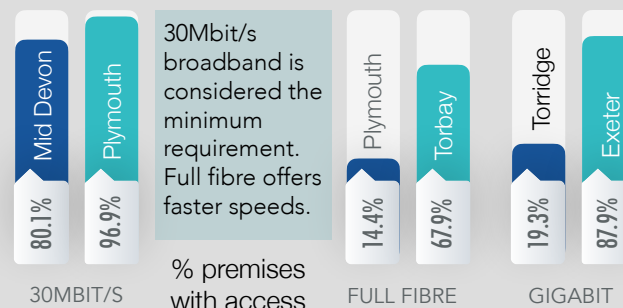 Mid Devon
80.1%
Plymouth
96.9%
30MBIT/S
30Mbit/s
broadband is
considered the
minimum
requirement.
Full fibre offers
faster speeds.
% premises
with access
Plymouth
14.4%
Torbay
67.9%
FULL FIBRE
Torridge
19.3%
Exeter
87.9%
GIGABIT